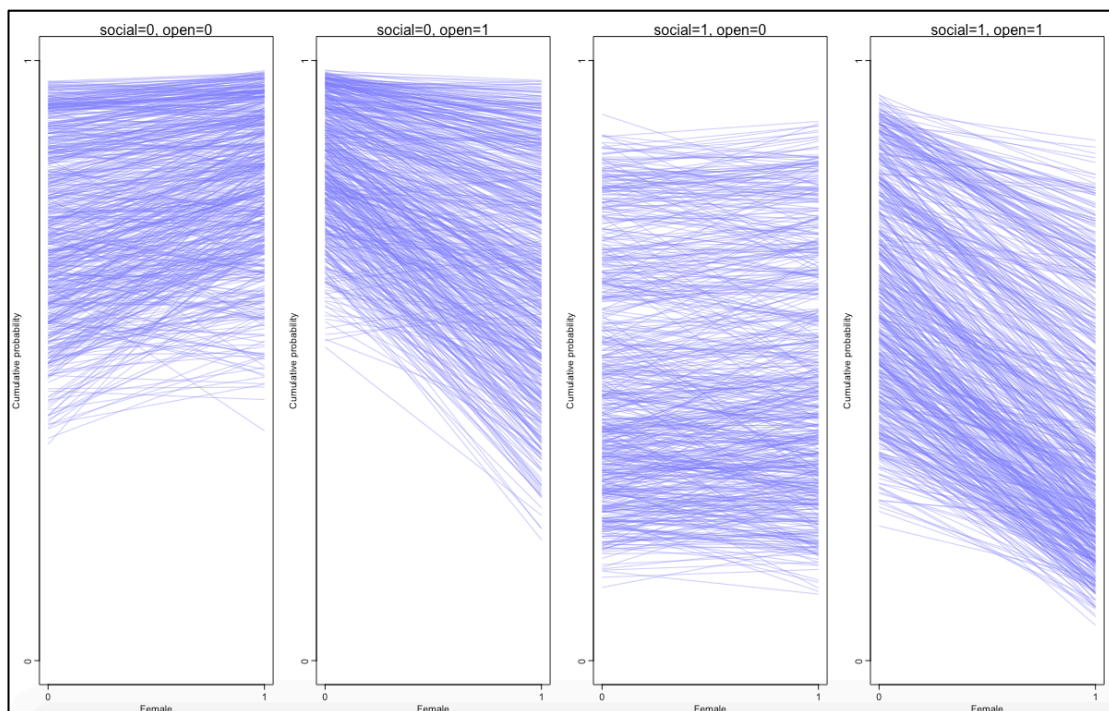 social=0, open=0
Cumulative probability
1
0
0 1
Female
social=0, open=1
Cumulative probability
1
0
0 1
Female
social=1, open=0
Cumulative probability
1
0
0 1
Female
social=1, open=1
Cumulative probability
1
0
0 1
Female